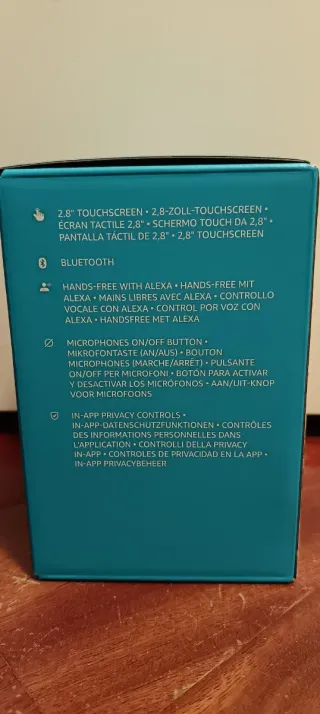 2.8" TOUCHSCREEN • 2,8-ZOLL-TOUCHSCREEN •
ÉCRAN TACTILE 2,8" • SCHERMO TOUCH DA 2,8" •
PANTALLA TÁCTIL DE 2,8" • 2,8" TOUCHSCREEN
BLUETOOTH
HANDS-FREE WITH ALEXA • HANDS-FREE MIT
ALEXA • MAINS LIBRES AVEC ALEXA • CONTROLLO
VOCALE CON ALEXA • CONTROL POR VOZ CON
ALEXA • HANDSFREE MET ALEXA
MICROPHONES ON/OFF BUTTON •
MIKROFONTASTE (AN/AUS) • BOUTON
MICROPHONES (MARCHE/ARRÊT) • PULSANTE
ON/OFF PER MICROFONI • BOTÓN PARA ACTIVAR
Y DESACTIVAR LOS MICRÓFONOS • AAN/UIT-KNOP
VOOR MICROFOONS
IN-APP PRIVACY CONTROLS •
IN-APP-DATENSCHUTZFUNKTIONEN • CONTRÔLES
DES INFORMATIONS PERSONNELLES DANS
L'APPLICATION • CONTROLLI DELLA PRIVACY
IN-APP • CONTROLES DE PRIVACIDAD EN LA APP •
IN-APP PRIVACYBEHEER